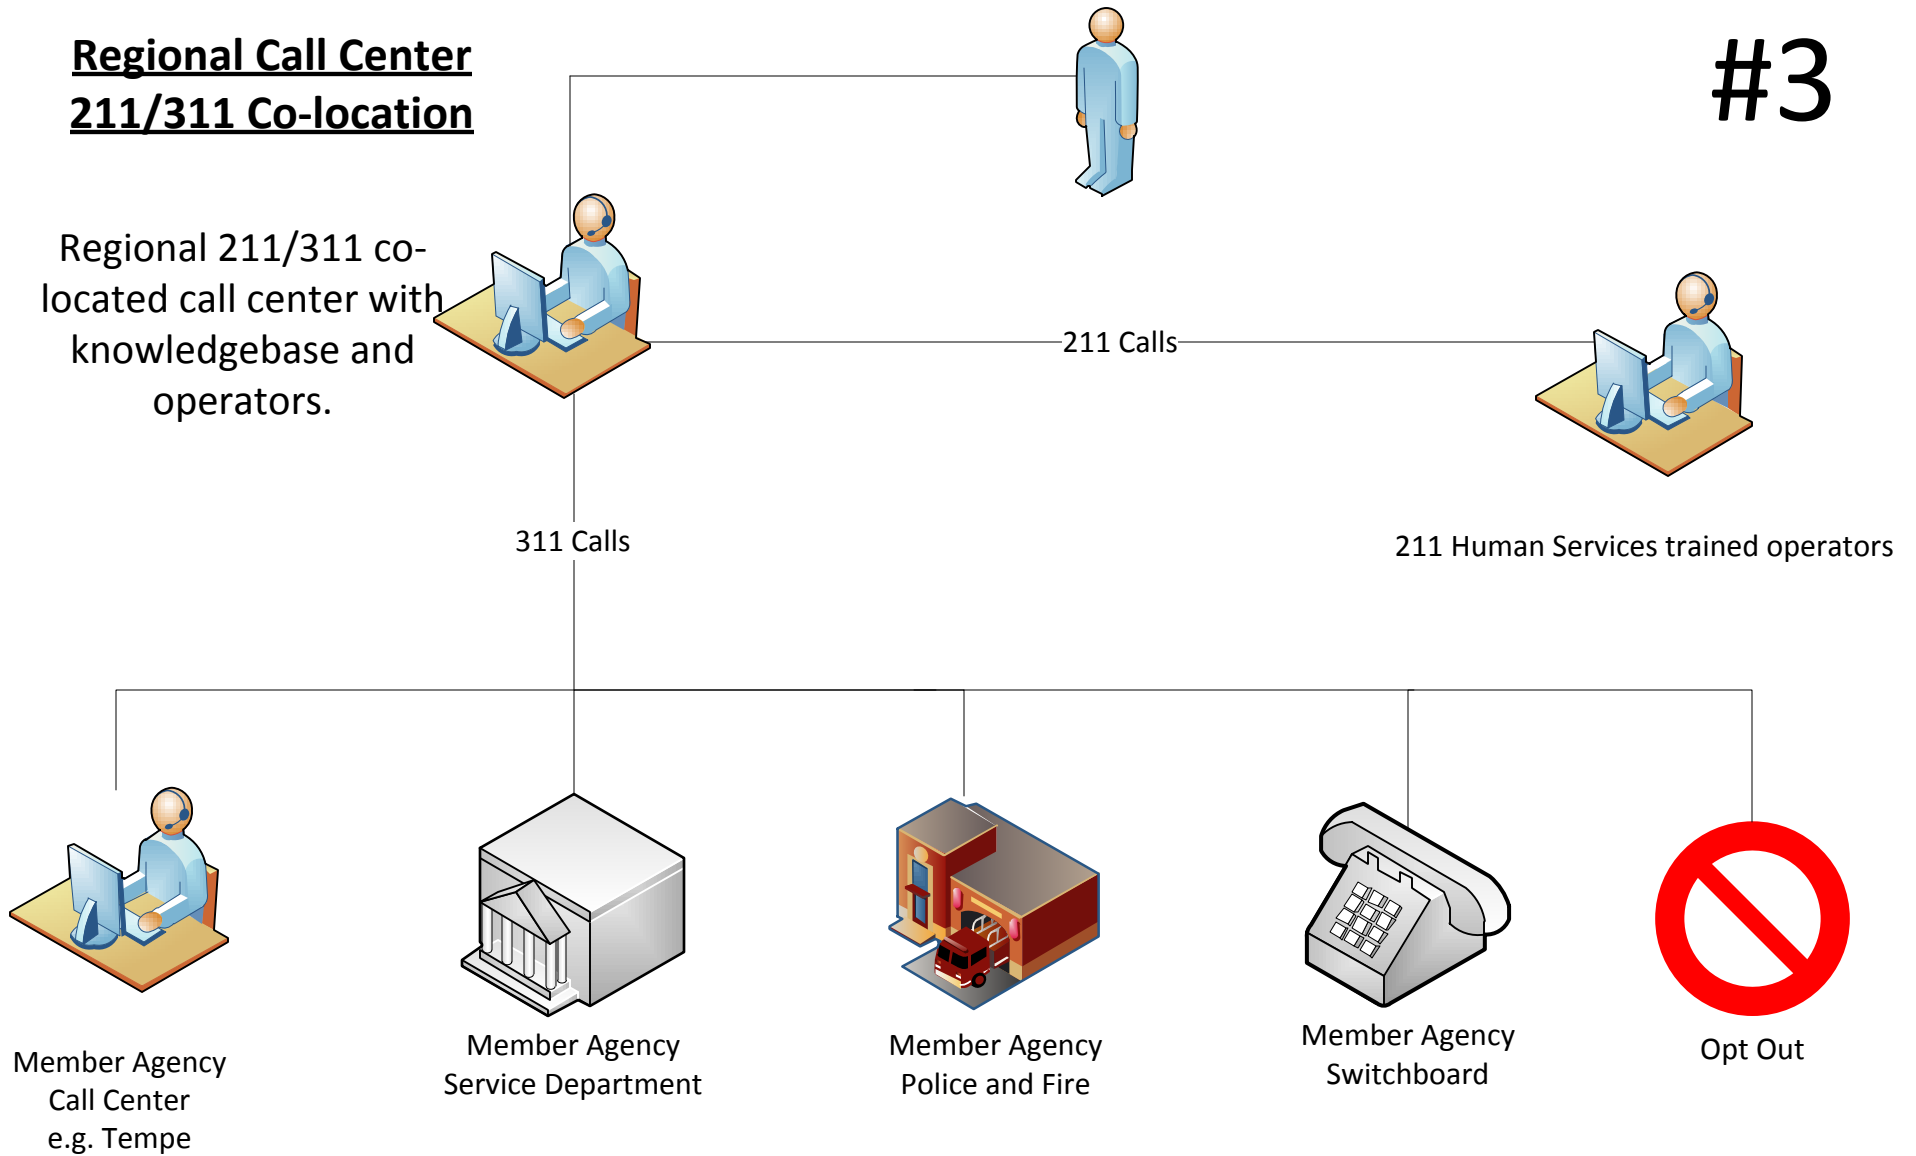 Regional Call Center
211/311 Co-location
#3
Regional 211/311 co-
located call center with
knowledgebase and
operators.
211 Calls
311 Calls
211 Human Services trained operators
Member Agency
Call Center
e.g. Tempe
Member Agency
Service Department
Member Agency
Police and Fire
Member Agency
Switchboard
Opt Out